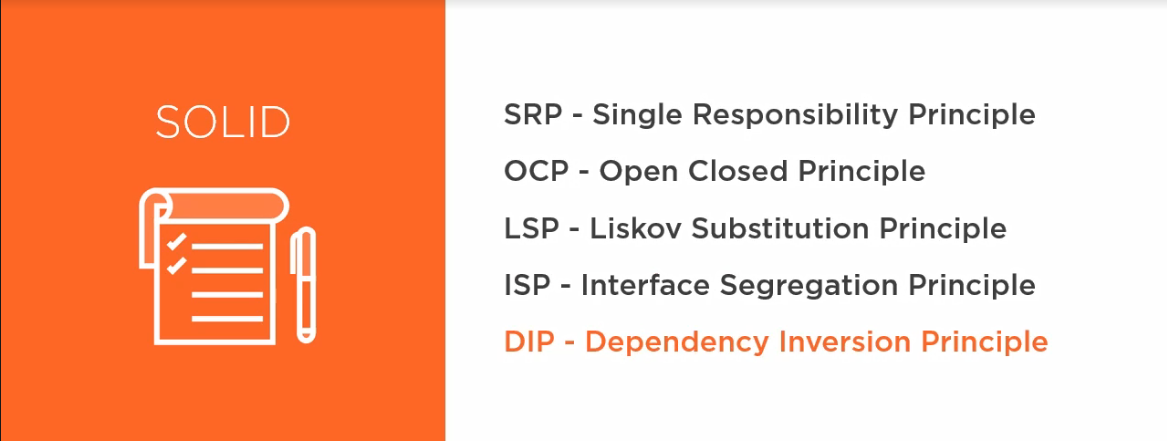 SOLID
SRP - Single Responsibility Principle
OCP - Open Closed Principle
LSP - Liskov Substitution Principle
ISP - Interface Segregation Principle
DIP - Dependency Inversion Principle